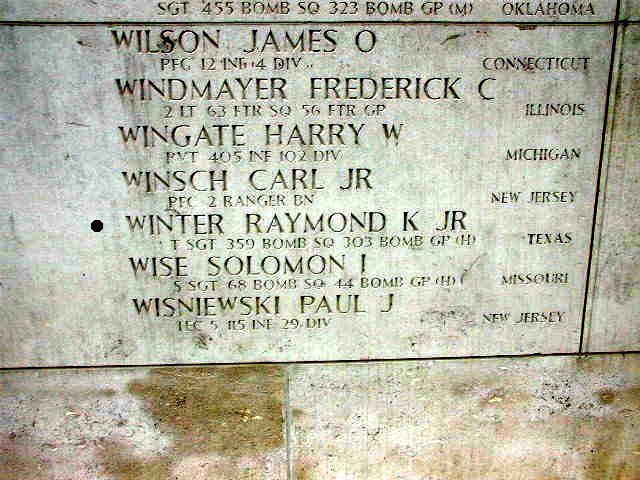 SGT 455 BOMB SQ 323 BOMB GP (M) OKLAHOMA
WILSON JAMES O
PFC 12 INF 4 DIV CONNECTICUT
WINDMAYER FREDERICK C
2 LT 63 FTR SQ 56 FTR GP ILLINOIS
WINGATE HARRY W
PVT 405 INF 102 DIV MICHIGAN
WINSCH CARL JR
PFC 2 RANGER BN NEW JERSEY
WINTER RAYMOND K JR
T SGT 359 BOMB SQ 303 BOMB GP (H) TEXAS
WISE SOLOMON I
S SGT 68 BOMB SQ 44 BOMB GP (H) MISSOURI
WISNIEWSKI PAUL J
TEC 5 115 INF 29 DIV NEW JERSEY